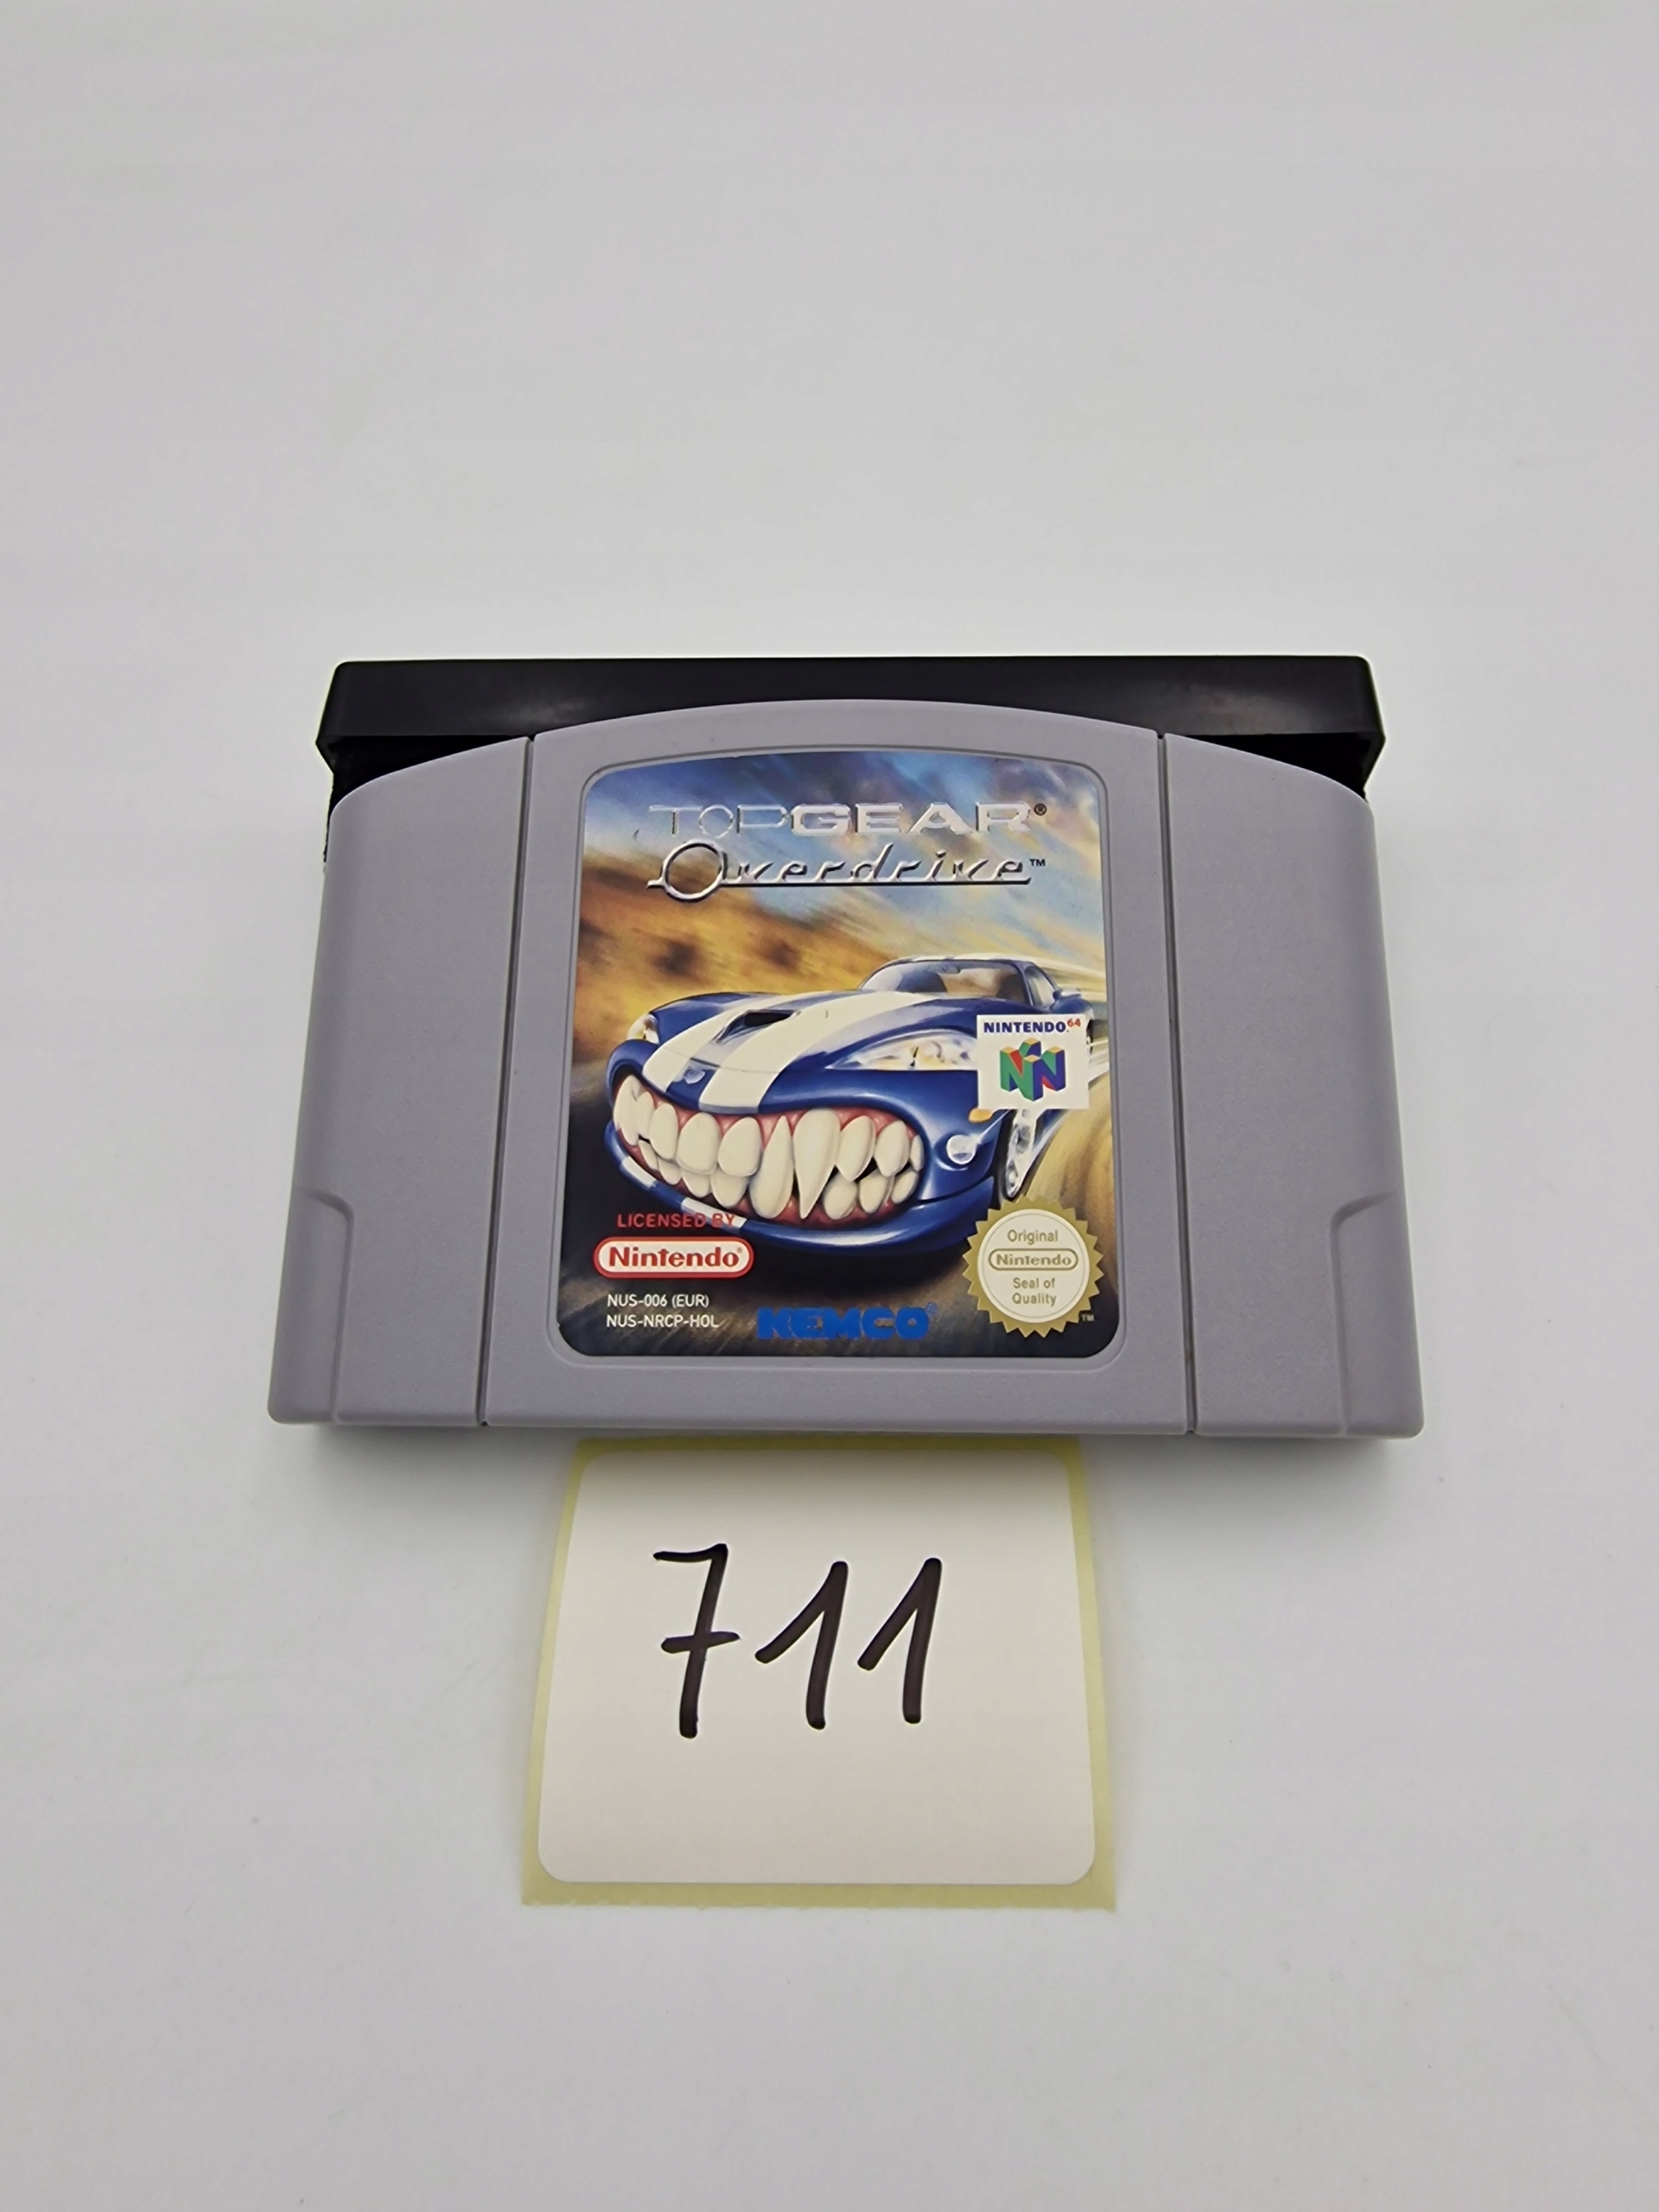 TOPGEAR®
Overdrive™
NINTENDO64
LICENSED BY
Nintendo®
NUS-006 (EUR)
NUS-NRCP-HOL
KEMCO®
Original
Nintendo
Seal of
Quality
™
711